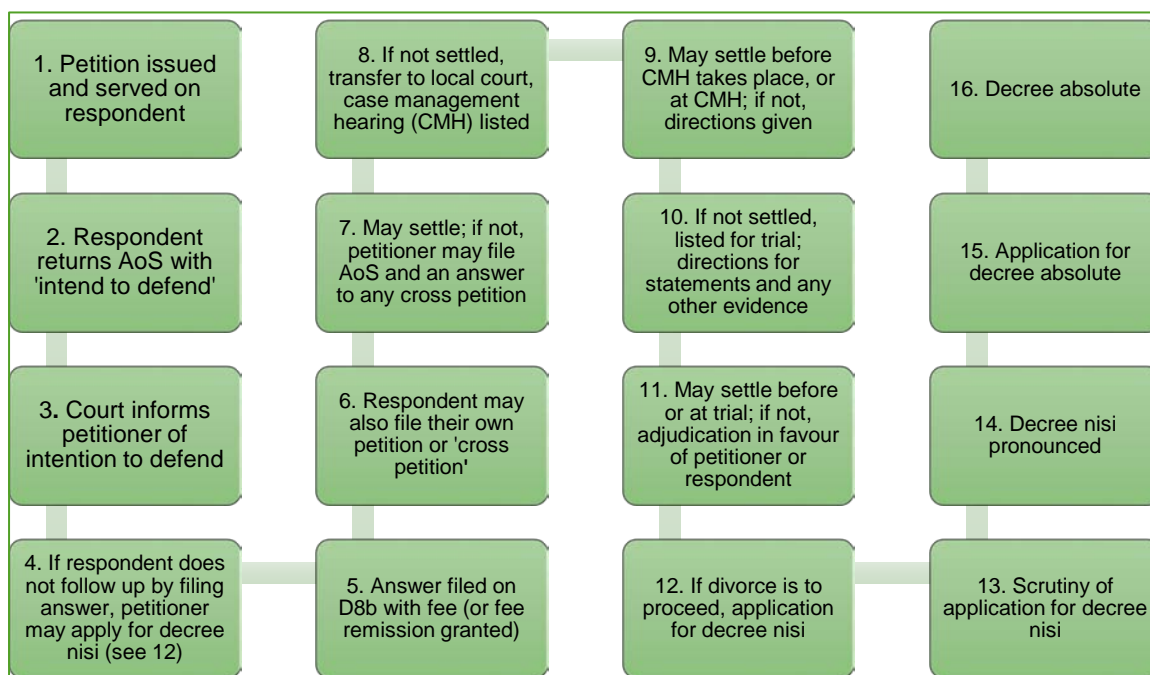 1. Petition issued
and served on
respondent
2. Respondent
returns AoS with
'intend to defend'
3. Court informs
petitioner of
intention to defend
4. If respondent does
not follow up by filing
answer, petitioner
may apply for decree
nisi (see 12)
5. Answer filed on
D8b with fee (or fee
remission granted)
6. Respondent may
also file their own
petition or 'cross
petition'
7. May settle; if not,
petitioner may file
AoS and an answer
to any cross petition
8. If not settled,
transfer to local court,
case management
hearing (CMH) listed
9. May settle before
CMH takes place, or
at CMH; if not,
directions given
10. If not settled,
listed for trial;
directions for
statements and any
other evidence
11. May settle before
or at trial; if not,
adjudication in favour
of petitioner or
respondent
12. If divorce is to
proceed, application
for decree nisi
13. Scrutiny of
application for decree
nisi
14. Decree nisi
pronounced
15. Application for
decree absolute
16. Decree absolute